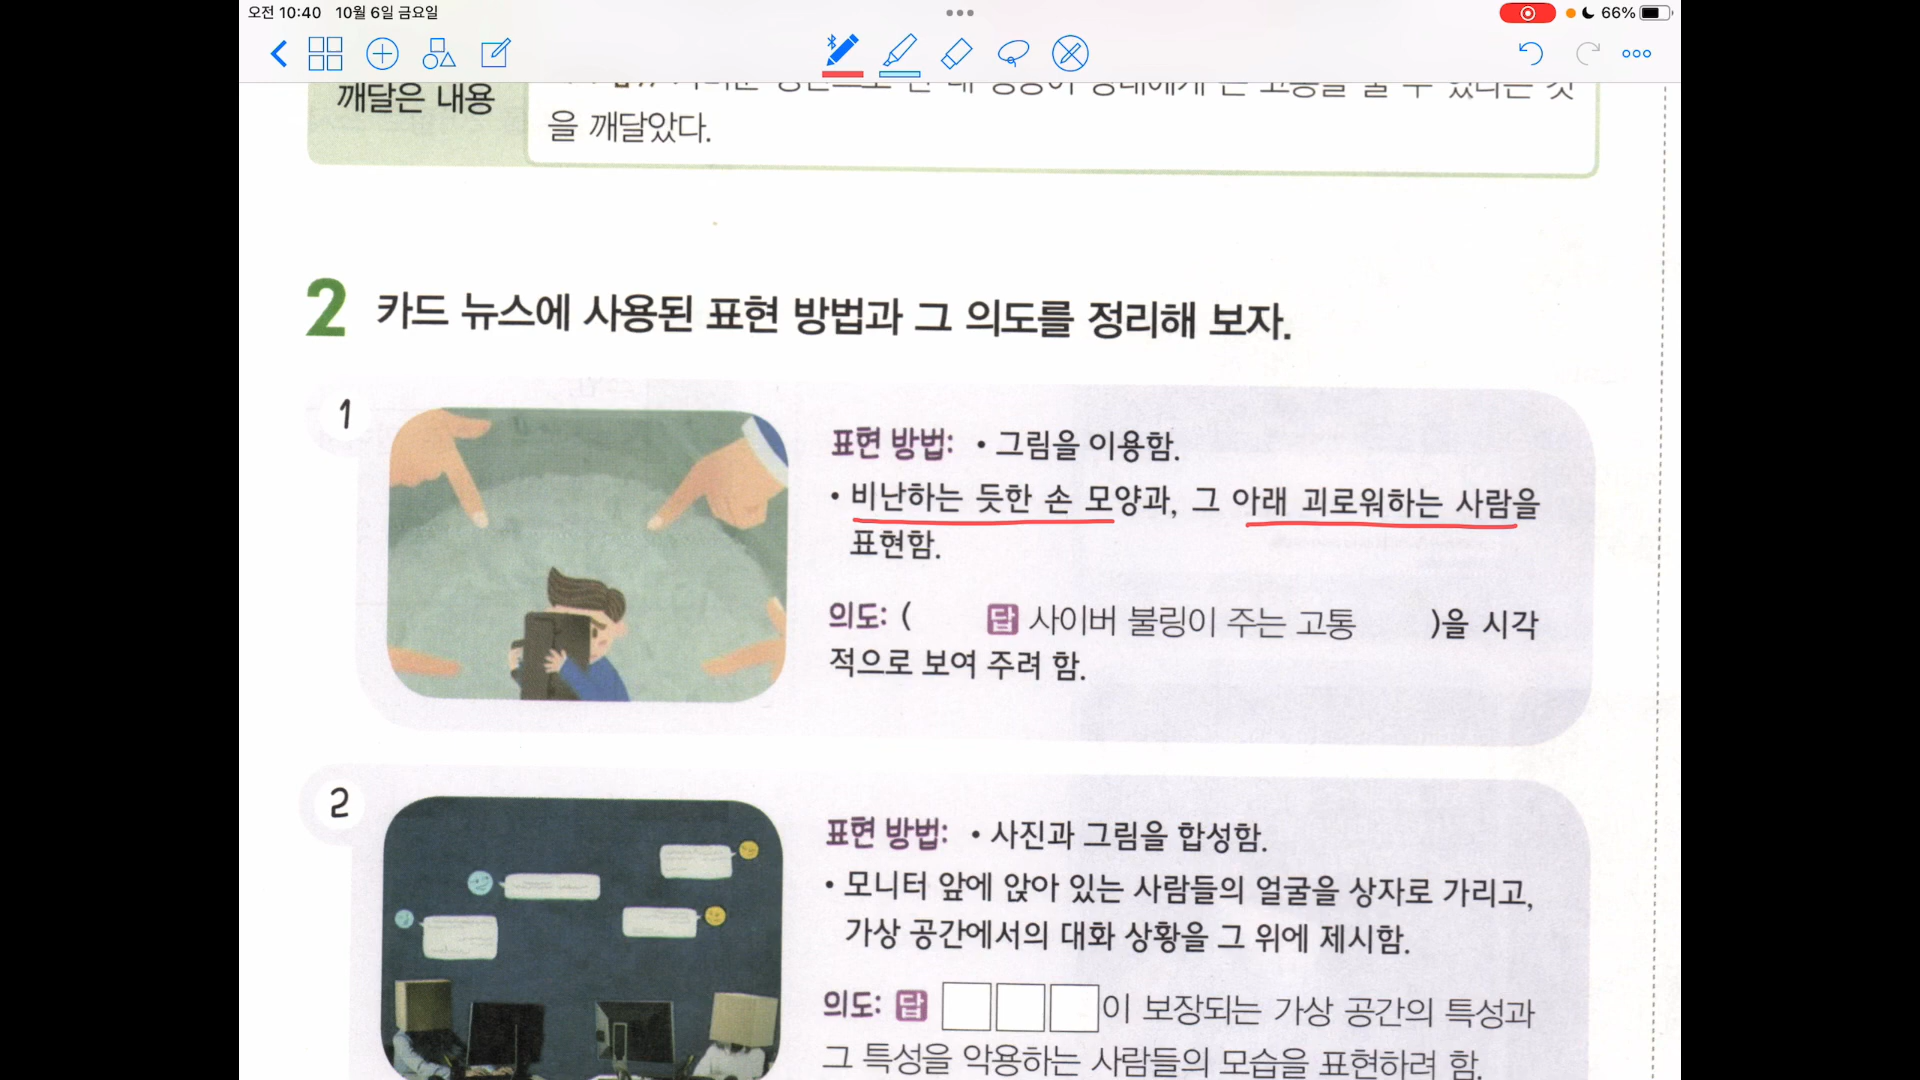 오전 10:40 10월 6일 금요일
66%
깨달은 내용
을 깨달았다.
2 카드 뉴스에 사용된 표현 방법과 그 의도를 정리해 보자.
1
표현 방법: • 그림을 이용함.
• 비난하는 듯한 손 모양과, 그 아래 괴로워하는 사람을
표현함.
의도: ( 답 사이버 불링이 주는 고통 )을 시각
적으로 보여 주려 함.
2
표현 방법: • 사진과 그림을 합성함.
• 모니터 앞에 앉아 있는 사람들의 얼굴을 상자로 가리고,
가상 공간에서의 대화 상황을 그 위에 제시함.
의도: 답 □□□이 보장되는 가상 공간의 특성과
그 특성을 악용하는 사람들의 모습을 표현하려 함.